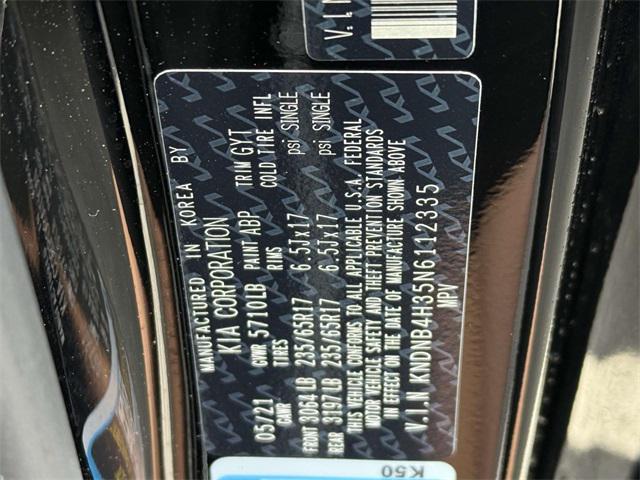 MANUFACTURED IN KOREA BY
KIA CORPORATION
05/21 GVWR 5710LB PAINT ABP TRIM GYT
GAWR TIRES RIMS COLD TIRE INFL
FRONT 3064LB 235/65R17 6.5Jx17 psi SINGLE
REAR 3197LB 235/65R17 6.5Jx17 psi SINGLE
THIS VEHICLE CONFORMS TO ALL APPLICABLE U.S.A. FEDERAL
MOTOR VEHICLE SAFETY AND THEFT PREVENTION STANDARDS
IN EFFECT ON THE DATE OF MANUFACTURE SHOWN ABOVE
V.I.N KNDNB4H35N6112335
MPV
V.I.N
K50